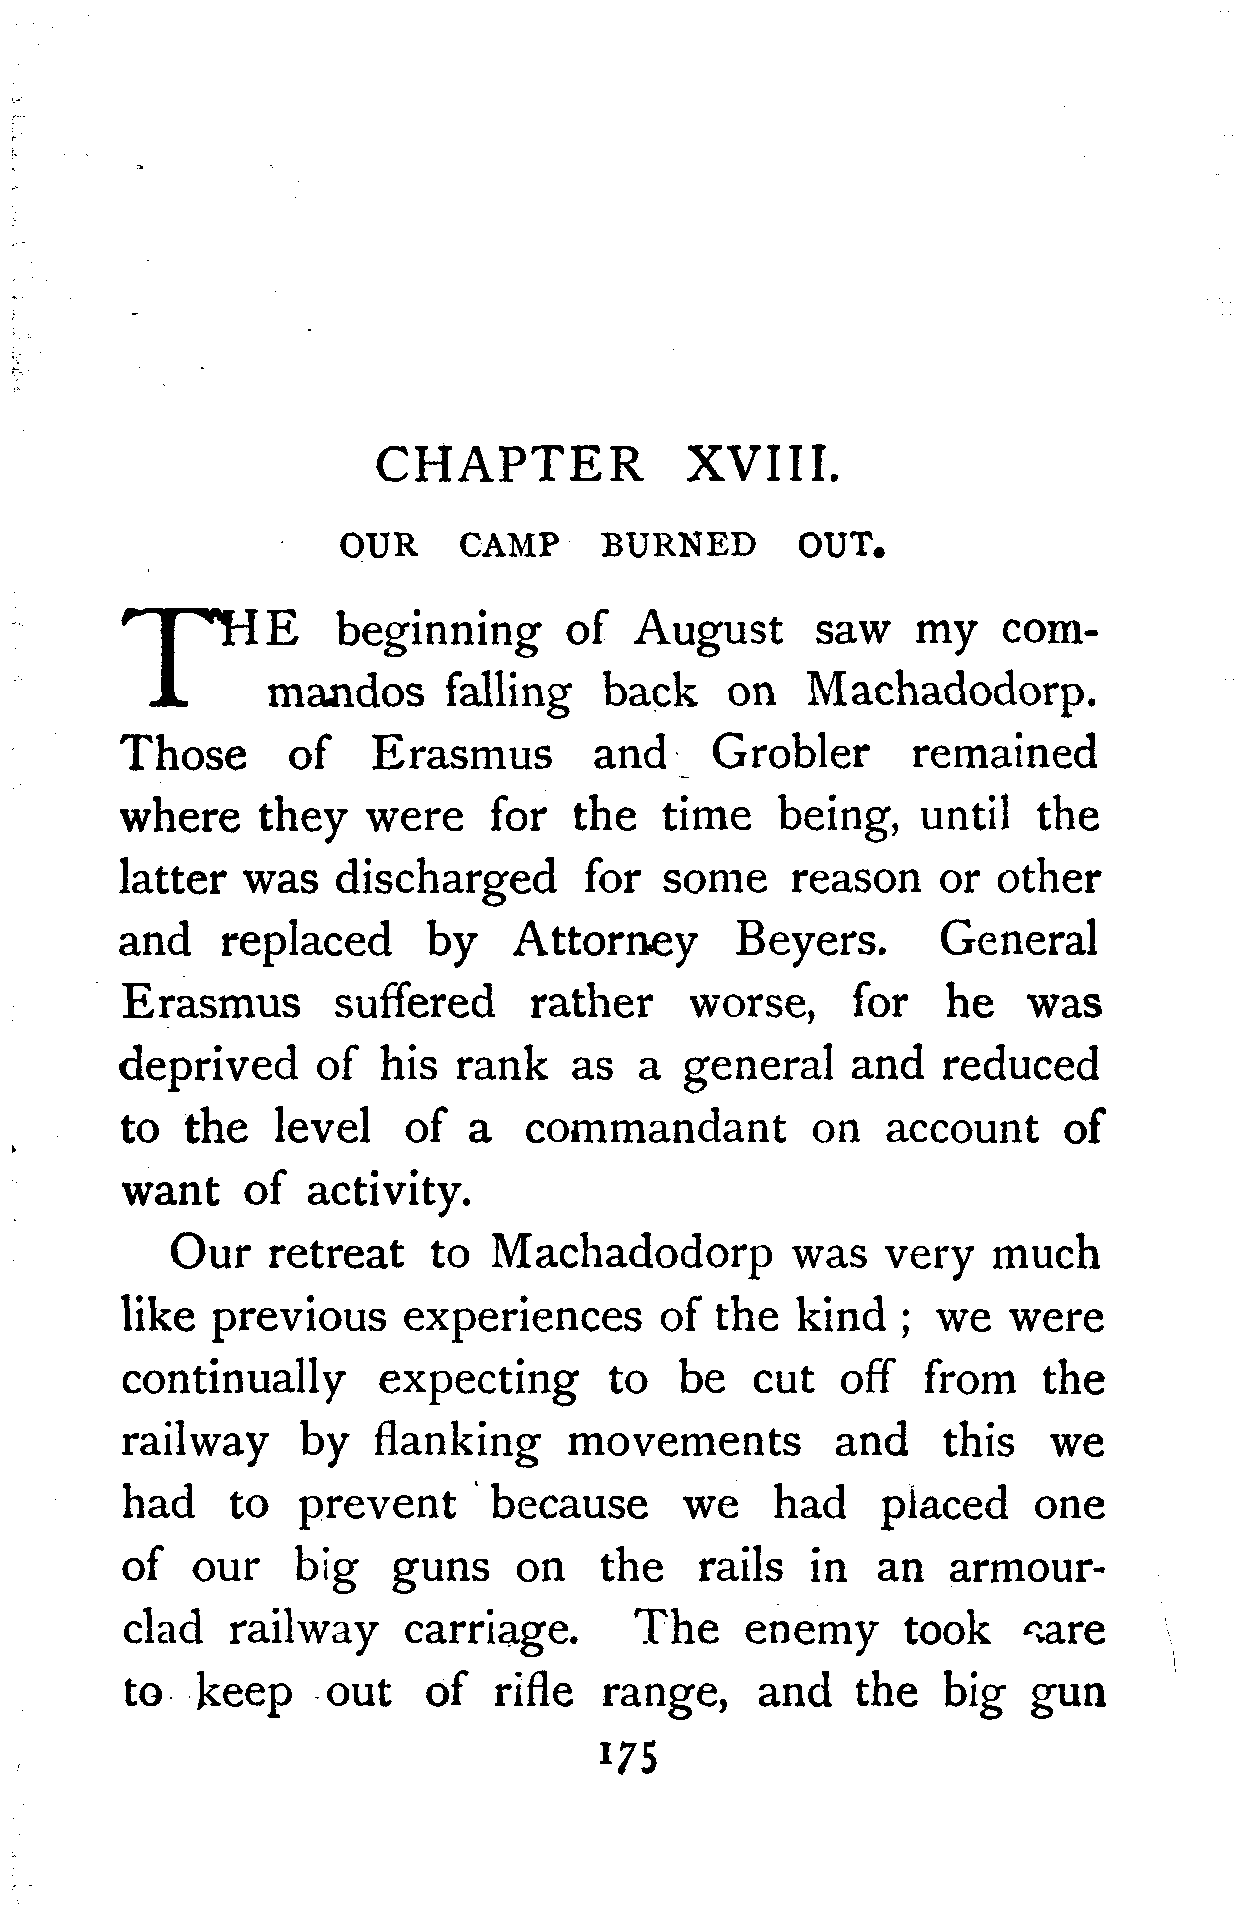 CHAPTER XVIII.
OUR CAMP BURNED OUT.
THE beginning of August saw my com-
mandos falling back on Machadodorp.
Those of Erasmus and Grobler remained
where they were for the time being, until the
latter was discharged for some reason or other
and replaced by Attorney Beyers. General
Erasmus suffered rather worse, for he was
deprived of his rank as a general and reduced
to the level of a commandant on account of
want of activity.
Our retreat to Machadodorp was very much
like previous experiences of the kind ; we were
continually expecting to be cut off from the
railway by flanking movements and this we
had to prevent because we had placed one
of our big guns on the rails in an armour-
clad railway carriage. The enemy took care
to keep out of rifle range, and the big gun
175